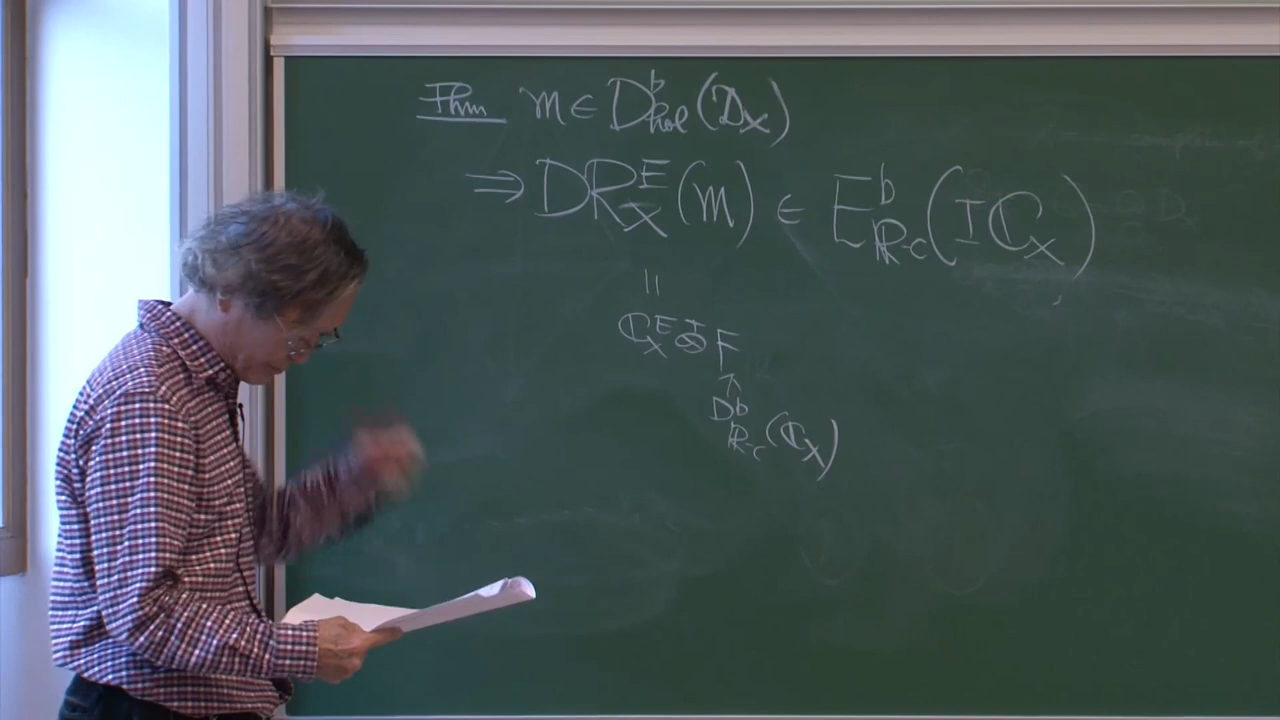 Thm m ∈ D^b_hol(D_X)
⇒ DR^E_X(m) ∈ E^b_ℝ-c(Iℂ_X)
||
ℂ^E_X ⊗^+ F
D^b_ℝ-c(ℂ_X)